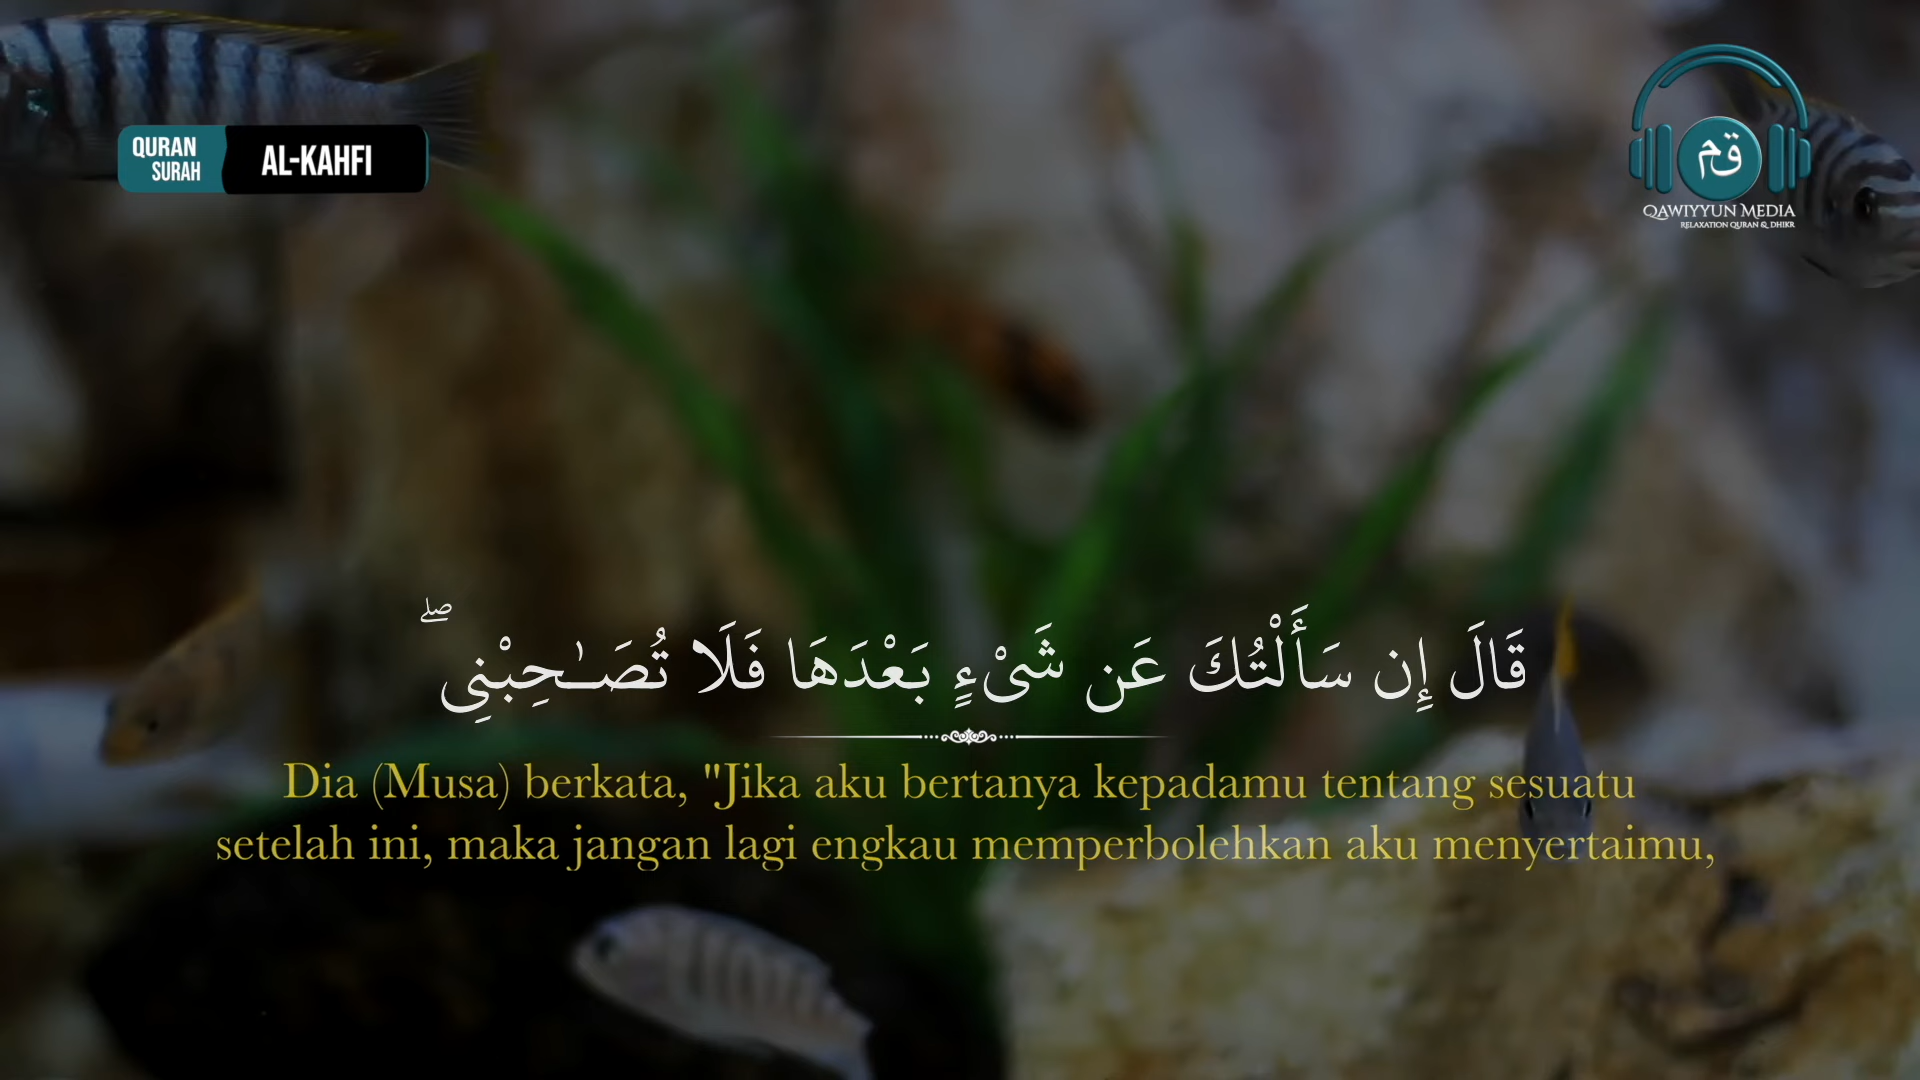 QURAN
SURAH
AL-KAHFI
قم
QAWIYYUN MEDIA
RELAXATION QURAN & DHIKR
قَالَ إِن سَأَلْتُكَ عَن شَىْءٍۭ بَعْدَهَا فَلَا تُصَـٰحِبْنِى ۖ
Dia (Musa) berkata, "Jika aku bertanya kepadamu tentang sesuatu
setelah ini, maka jangan lagi engkau memperbolehkan aku menyertaimu,